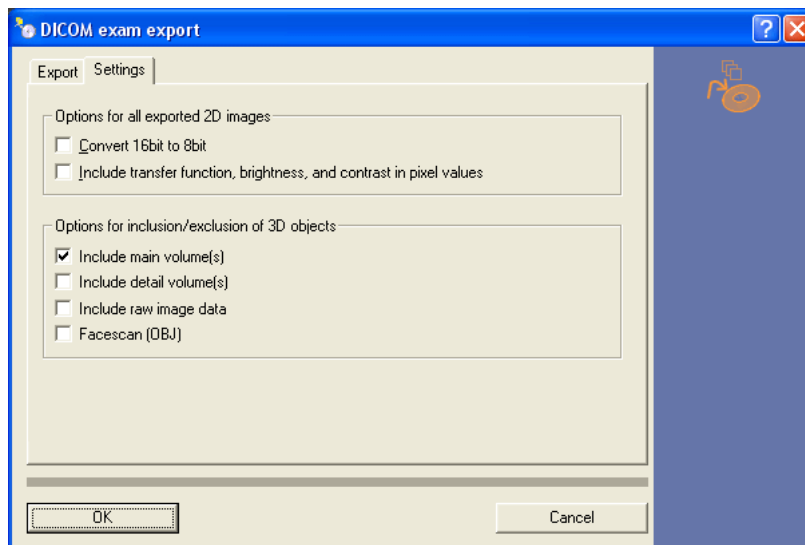 DICOM exam export
Export Settings
Options for all exported 2D images
Convert 16bit to 8bit
Include transfer function, brightness, and contrast in pixel values
Options for inclusion/exclusion of 3D objects
Include main volume(s)
Include detail volume(s)
Include raw image data
Facescan (OBJ)
OK Cancel